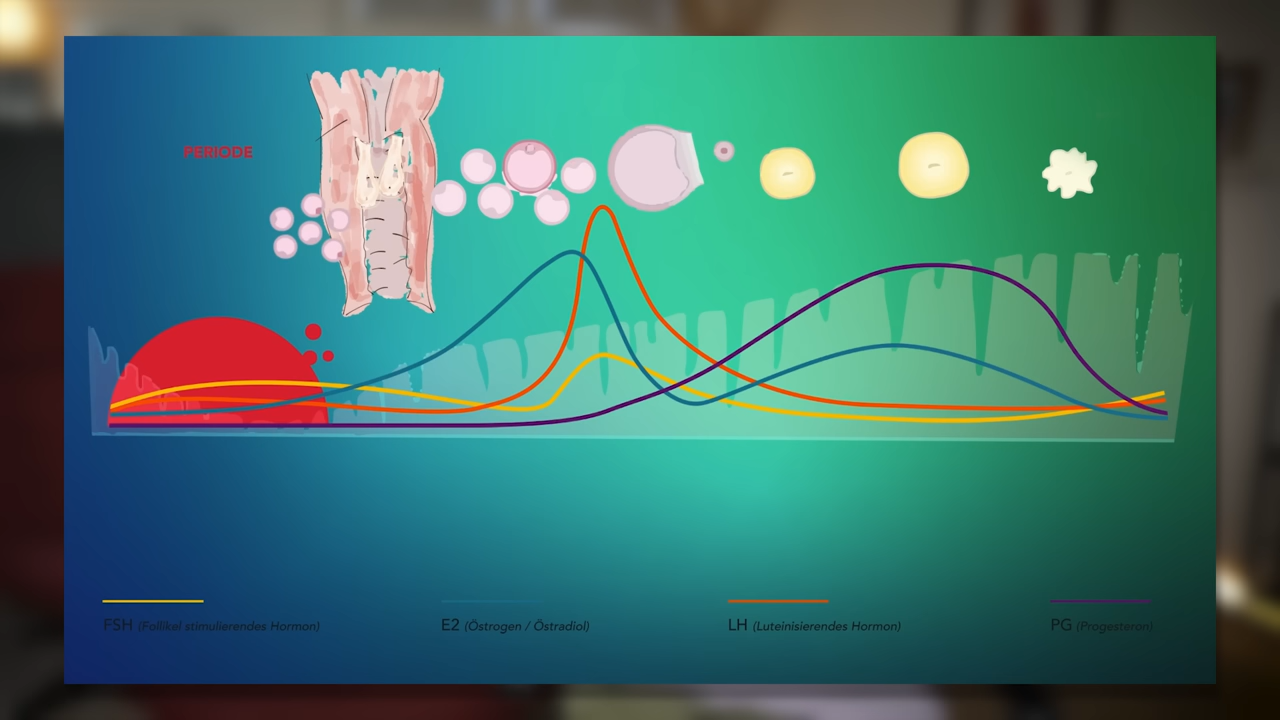 PERIODE
FSH (Follikel stimulierendes Hormon)
E2 (Östrogen / Östradiol)
LH (Luteinisierendes Hormon)
PG (Progesteron)